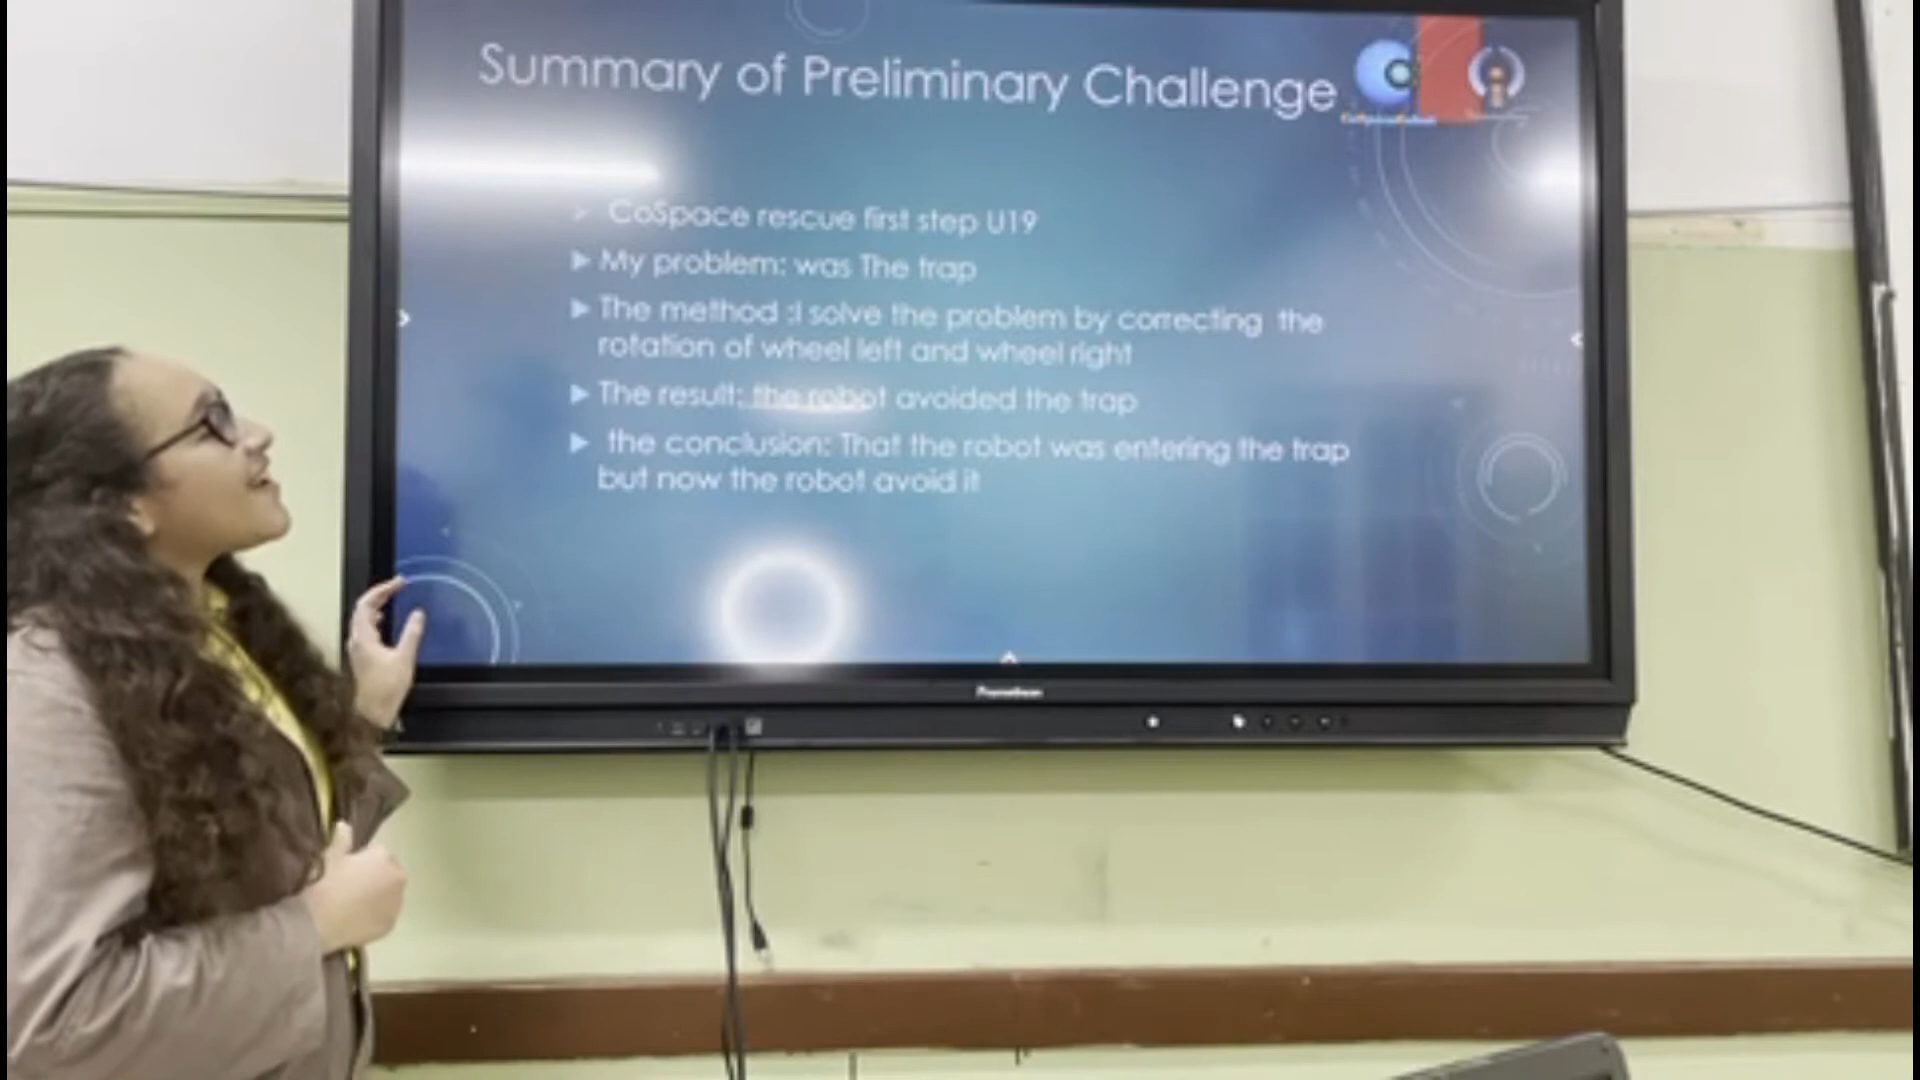 Summary of Preliminary Challenge
CoSpace rescue first step U19
My problem: was The trap
The method :I solve the problem by correcting the
rotation of wheel left and wheel right
The result: the robot avoided the trap
the conclusion: That the robot was entering the trap
but now the robot avoid it
Promethean